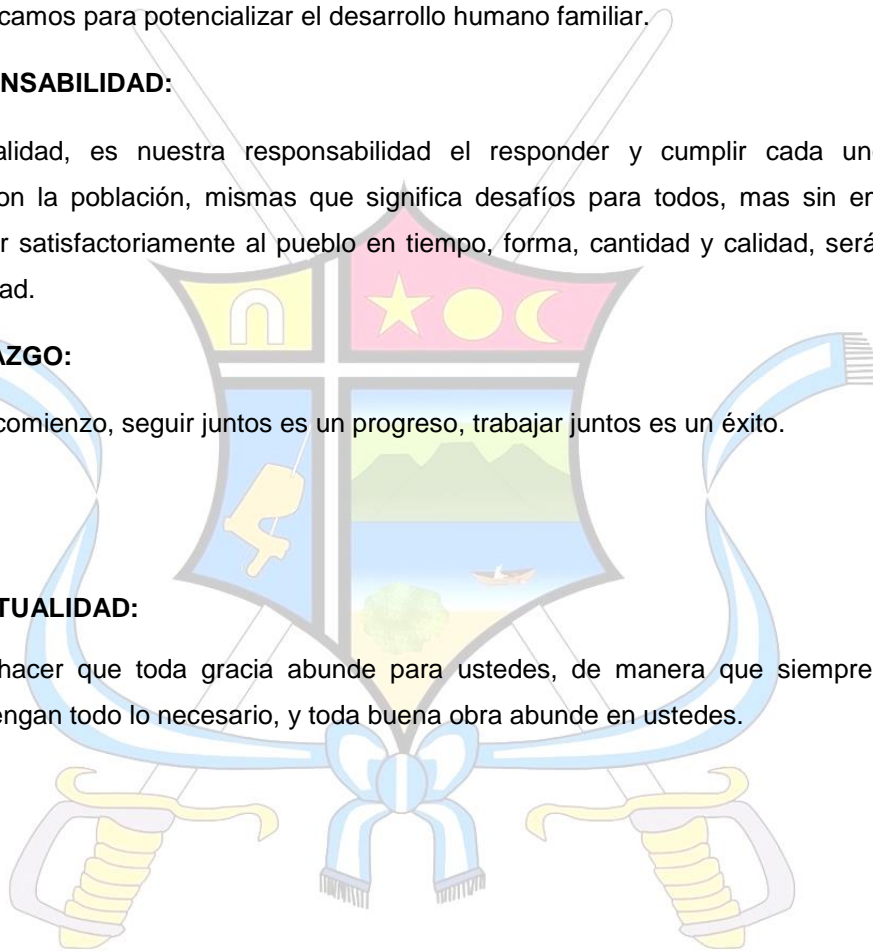 camos para potencializar el desarrollo humano familiar.
NSABILIDAD:
alidad, es nuestra responsabilidad el responder y cumplir cada un
on la población, mismas que significa desafíos para todos, mas sin en
r satisfactoriamente al pueblo en tiempo, forma, cantidad y calidad, será
ad.
AZGO:
comienzo, seguir juntos es un progreso, trabajar juntos es un éxito.
TUALIDAD:
hacer que toda gracia abunde para ustedes, de manera que siempre
engan todo lo necesario, y toda buena obra abunde en ustedes.